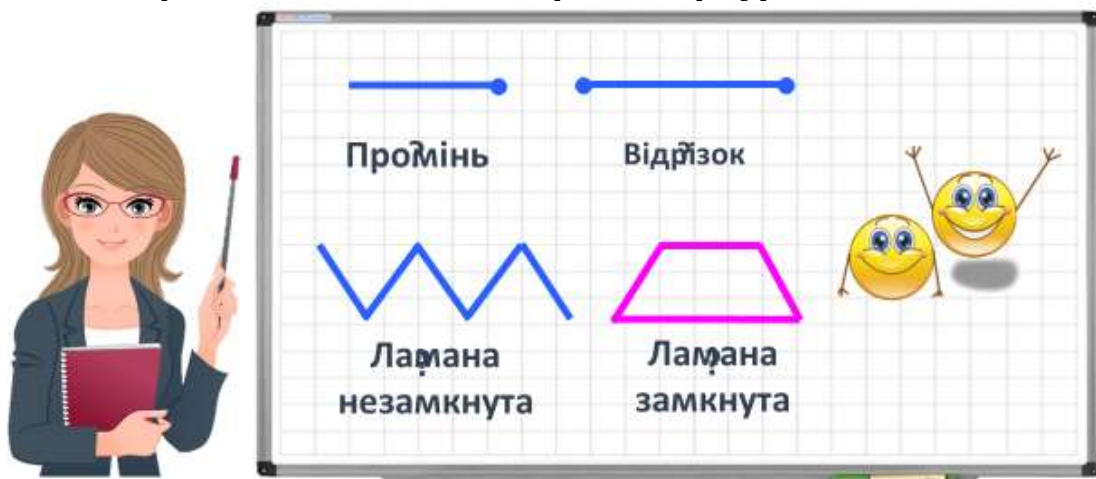 Промінь
Відрізок
Ламана
незамкнута
Ламана
замкнута